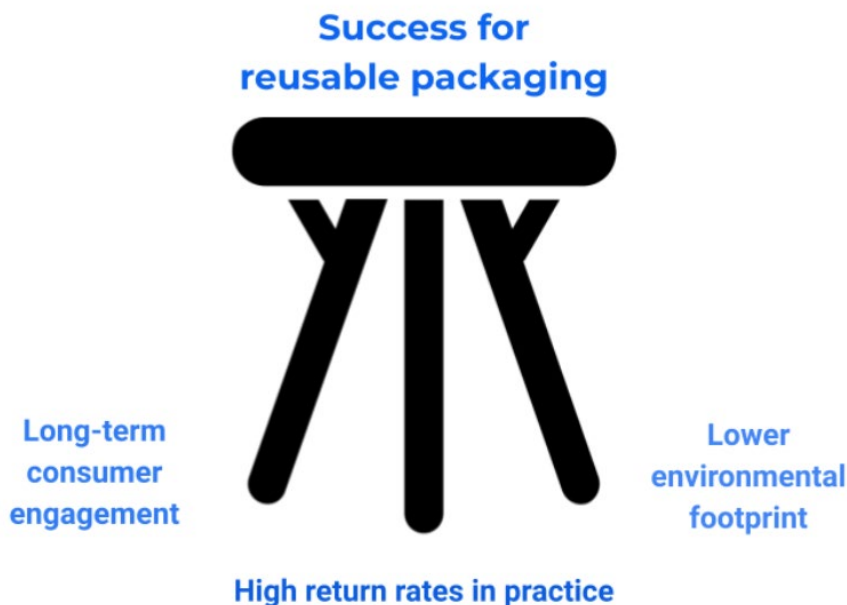 Success for
reusable packaging
Long-term
consumer
engagement
Lower
environmental
footprint
High return rates in practice